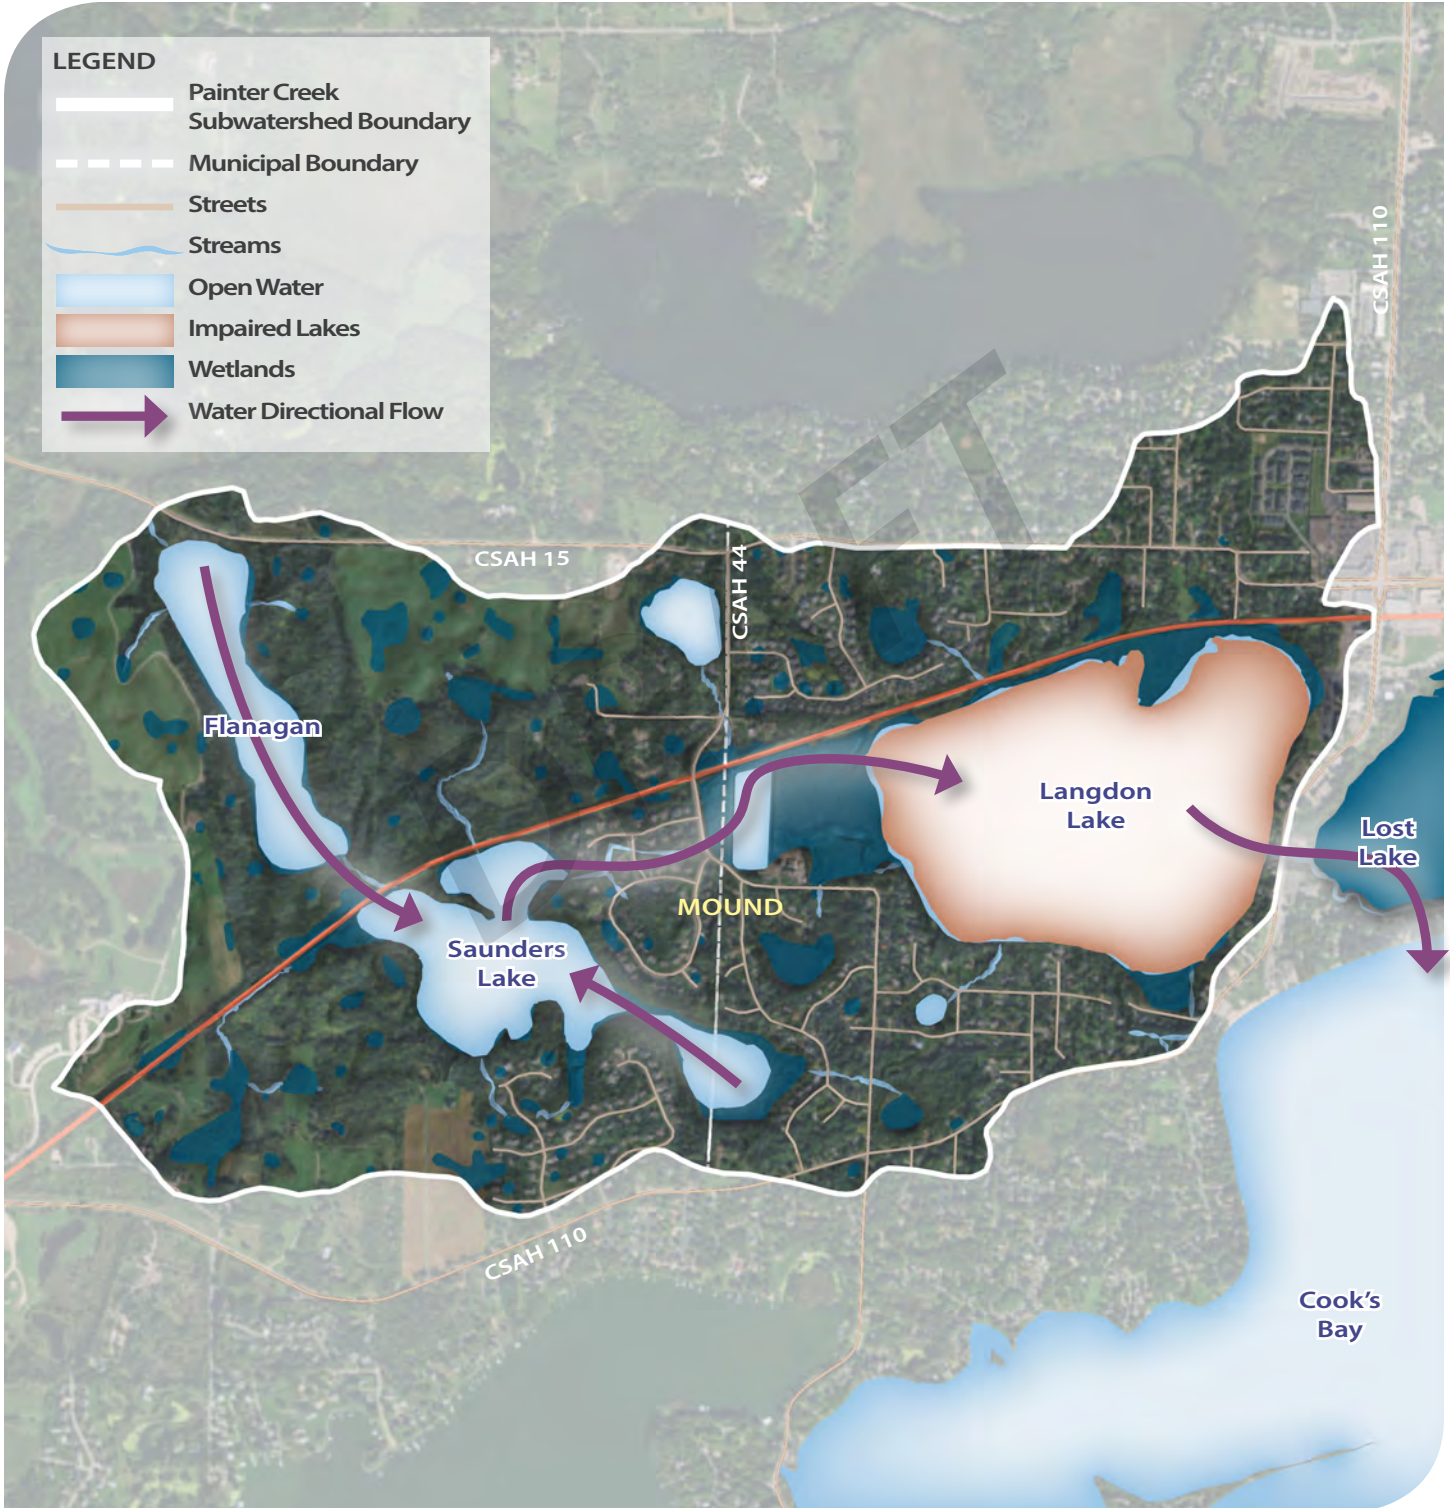 LEGEND
Painter Creek
Subwatershed Boundary
Municipal Boundary
Streets
Streams
Open Water
Impaired Lakes
Wetlands
Water Directional Flow
CSAH 110
CSAH 15
CSAH 44
Flanagan
Langdon
Lake
Lost
Lake
MOUND
Saunders
Lake
CSAH 110
Cook's
Bay